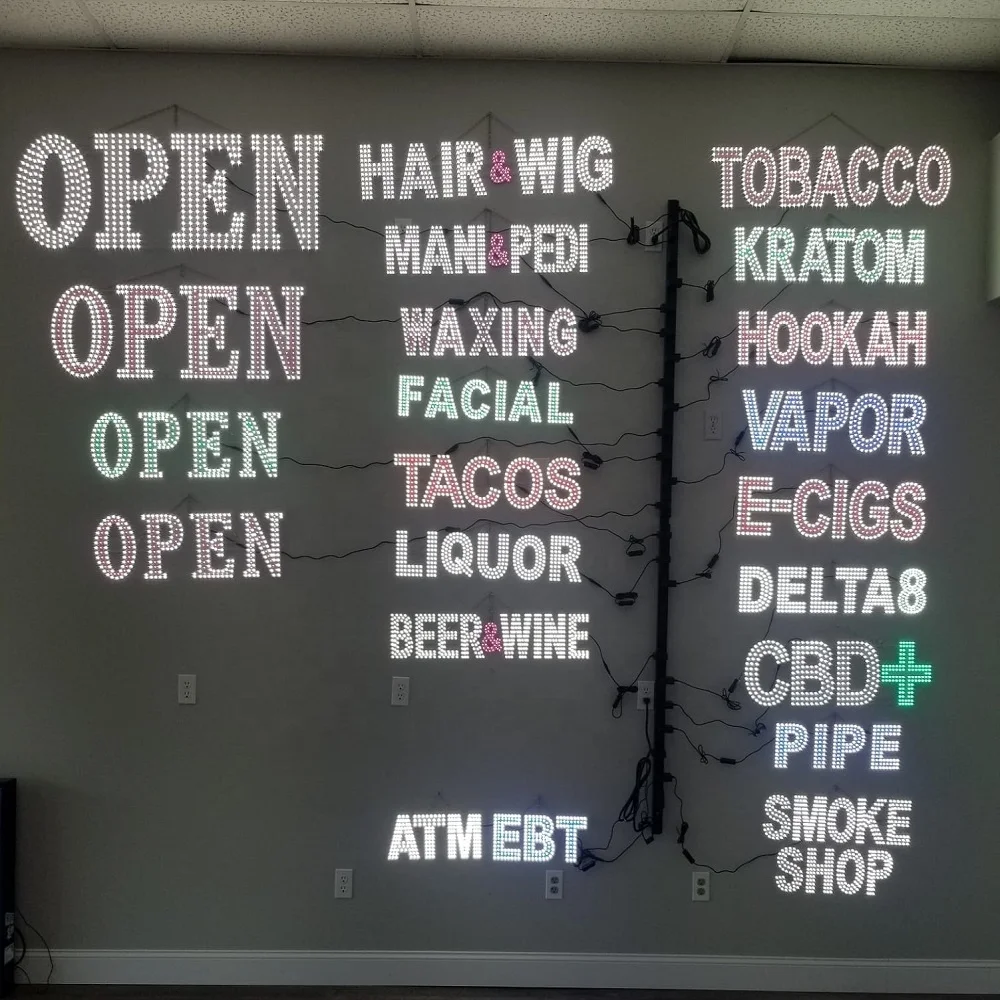 OPEN
OPEN
OPEN
OPEN
HAIR & WIG
MANI & PEDI
WAXING
FACIAL
TACOS
LIQUOR
BEER & WINE
ATM EBT
TOBACCO
KRATOM
HOOKAH
VAPOR
E-CIGS
DELTA8
CBD+
PIPE
SMOKE
SHOP